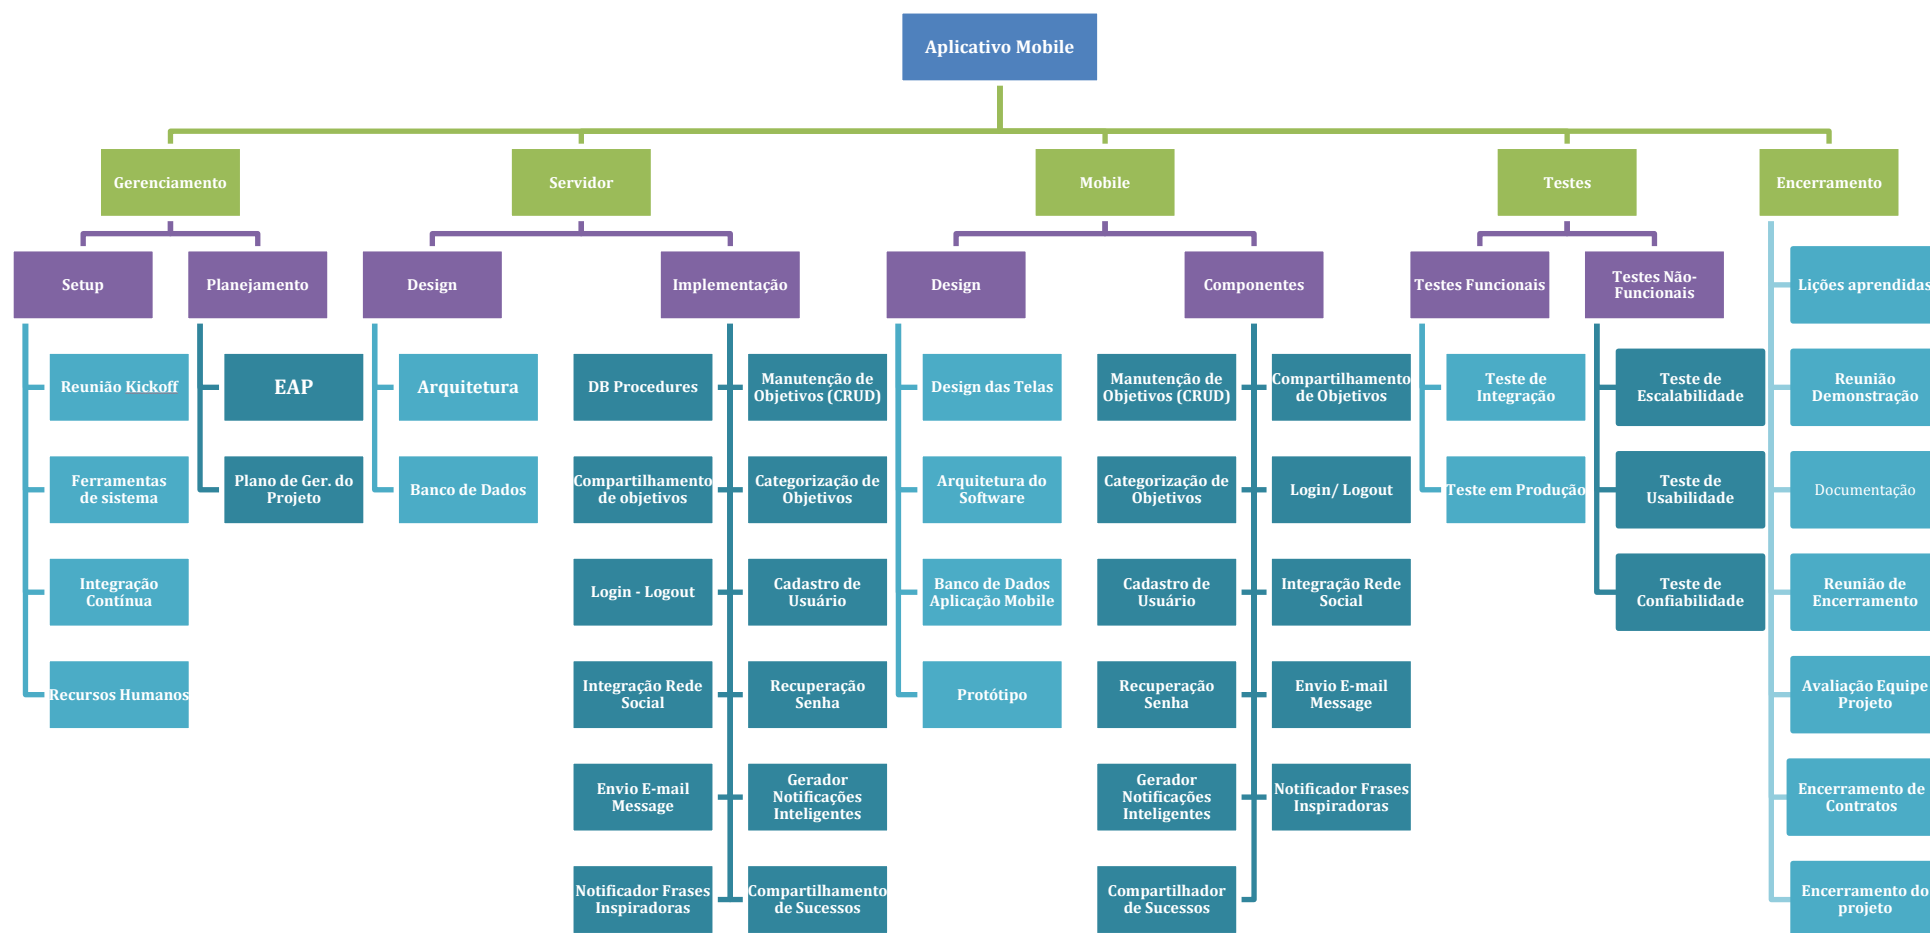 Aplicativo Mobile
Gerenciamento
Servidor
Mobile
Testes
Encerramento
Setup
Planejamento
Design
Implementação
Design
Componentes
Testes Funcionais
Testes Não-
Funcionais
Reunião Kickoff
Ferramentas
de sistema
Integração
Contínua
Recursos Humanos
EAP
Plano de Ger. do
Projeto
Arquitetura
Banco de Dados
DB Procedures
Manutenção de
Objetivos (CRUD)
Compartilhamento
de objetivos
Categorização de
Objetivos
Login - Logout
Cadastro de
Usuário
Integração Rede
Social
Recuperação
Senha
Envio E-mail
Message
Gerador
Notificações
Inteligentes
Notificador Frases
Inspiradoras
Compartilhamento
de Sucessos
Design das Telas
Arquitetura do
Software
Banco de Dados
Aplicação Mobile
Protótipo
Manutenção de
Objetivos (CRUD)
Compartilhamento
de Objetivos
Categorização de
Objetivos
Login/ Logout
Cadastro de
Usuário
Integração Rede
Social
Recuperação
Senha
Envio E-mail
Message
Gerador
Notificações
Inteligentes
Notificador Frases
Inspiradoras
Compartilhador
de Sucessos
Teste de
Integração
Teste em Produção
Teste de
Escalabilidade
Teste de
Usabilidade
Teste de
Confiabilidade
Lições aprendidas
Reunião
Demonstração
Documentação
Reunião de
Encerramento
Avaliação Equipe
Projeto
Encerramento de
Contratos
Encerramento do
projeto